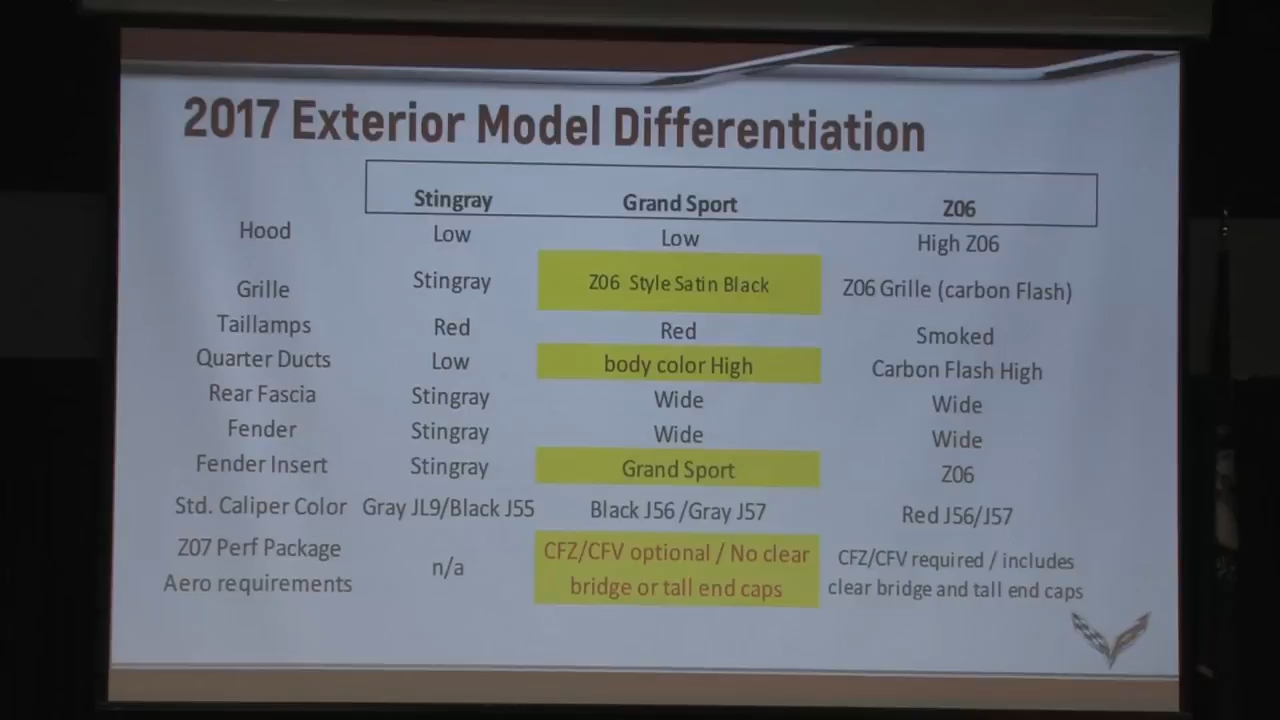 2017 Exterior Model Differentiation
Stingray Grand Sport Z06
Hood Low Low High Z06
Grille Stingray Z06 Style Satin Black Z06 Grille (carbon Flash)
Taillamps Red Red Smoked
Quarter Ducts Low body color High Carbon Flash High
Rear Fascia Stingray Wide Wide
Fender Stingray Wide Wide
Fender Insert Stingray Grand Sport Z06
Std. Caliper Color Gray JL9/Black J55 Black J56 /Gray J57 Red J56/J57
Z07 Perf Package n/a CFZ/CFV optional / No clear CFZ/CFV required / includes
Aero requirements bridge or tall end caps clear bridge and tall end caps